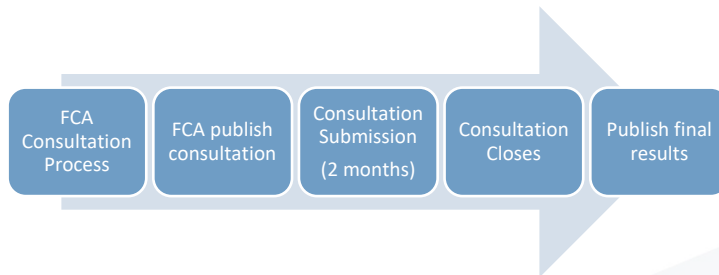 FCA
Consultation
Process
FCA publish
consultation
Consultation
Submission
(2 months)
Consultation
Closes
Publish final
results